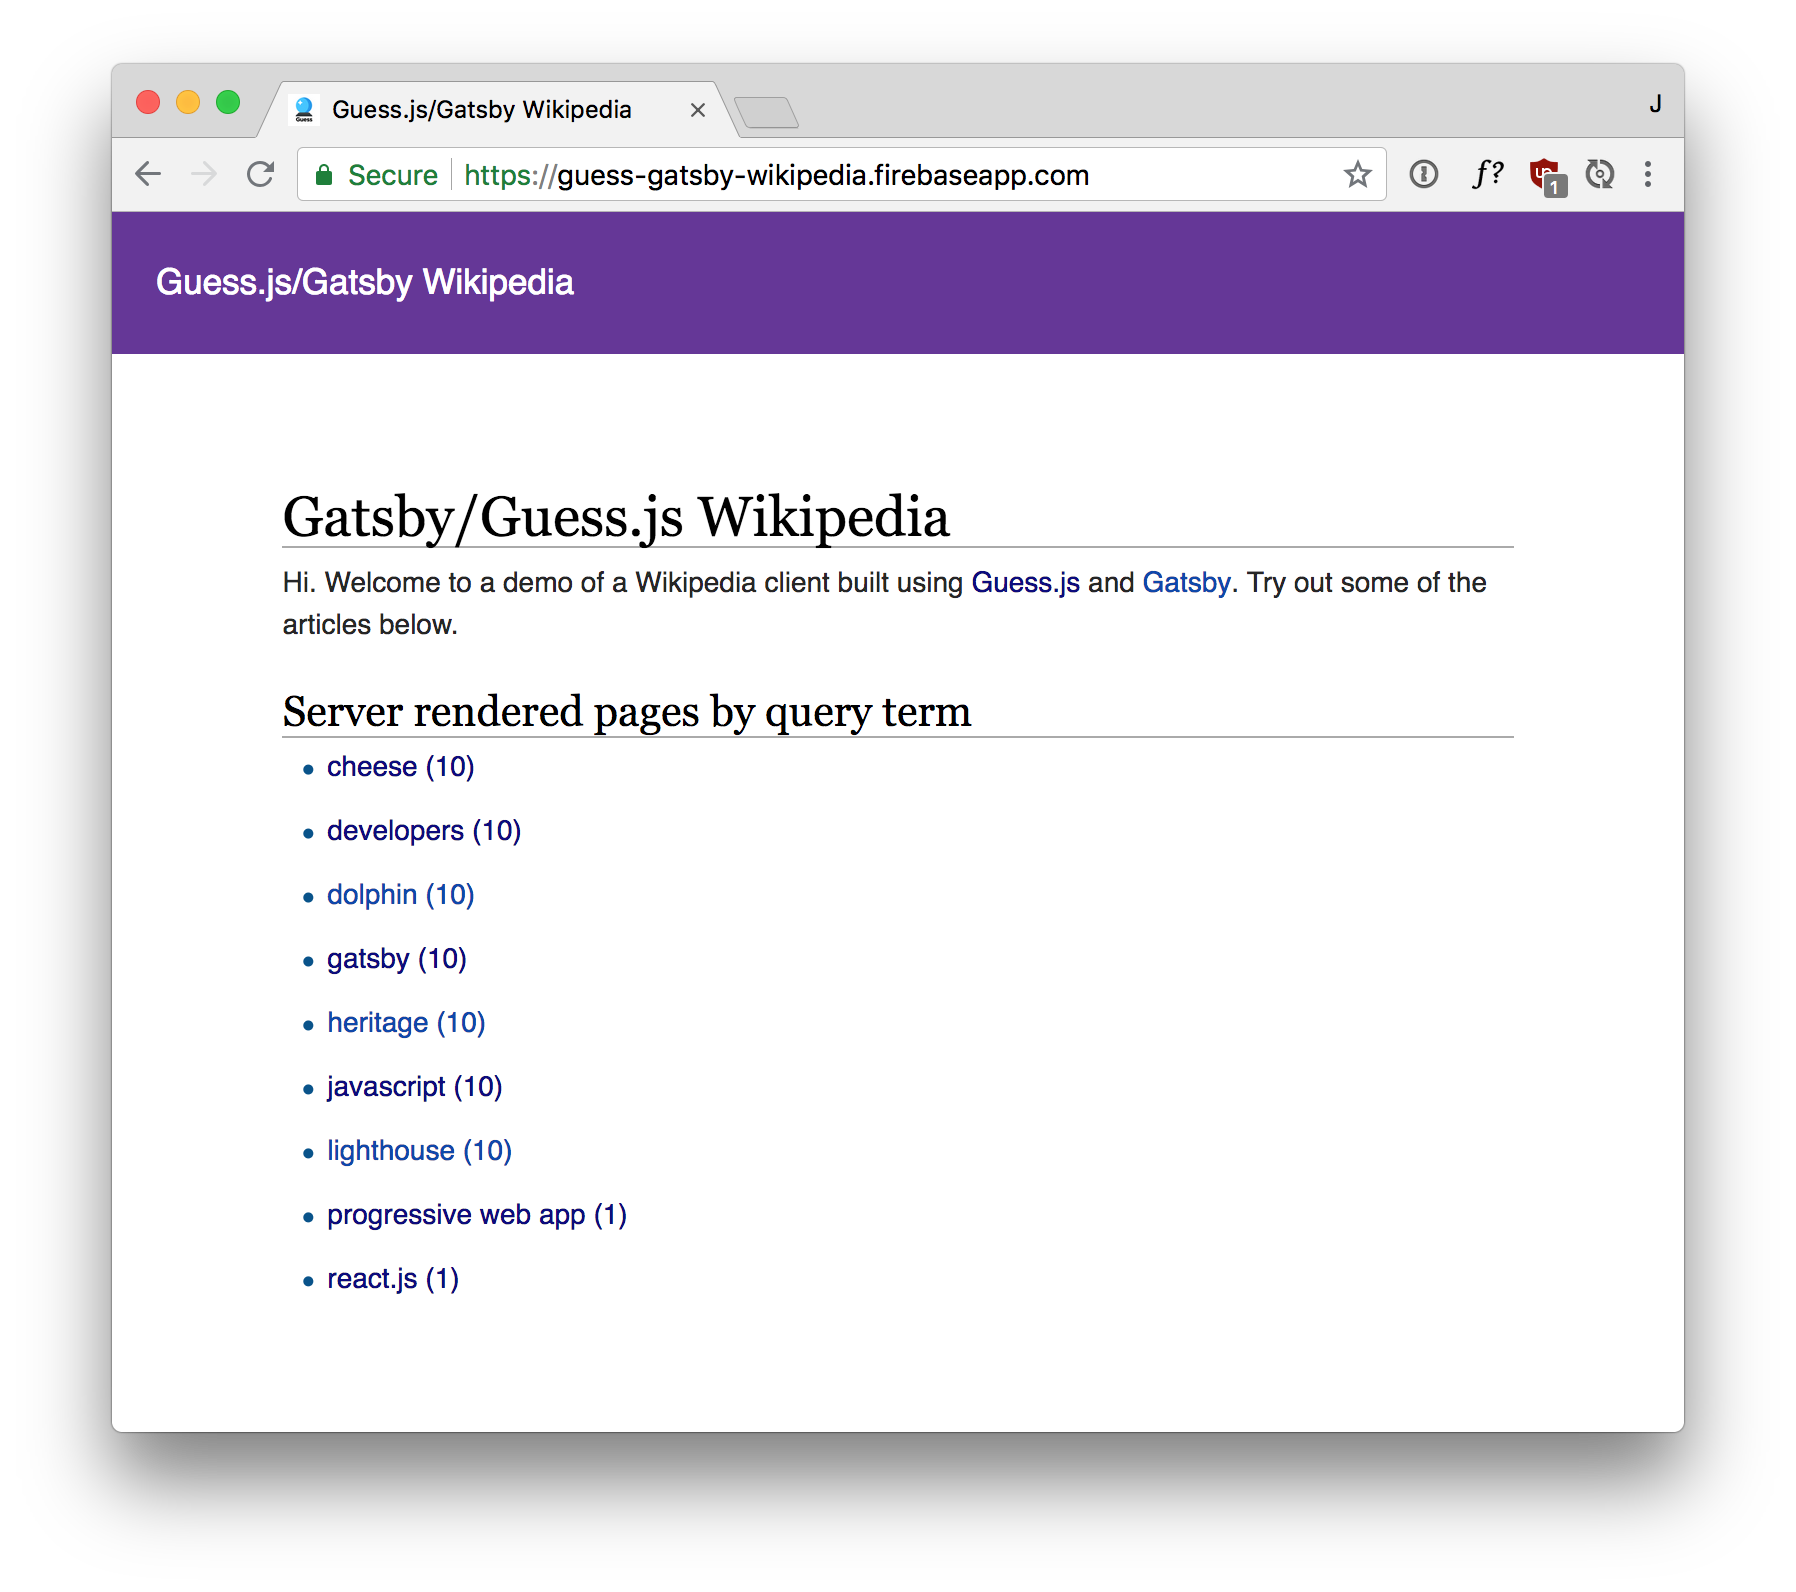 Guess.js/Gatsby Wikipedia
J
Secure https://guess-gatsby-wikipedia.firebaseapp.com
f?
1
Guess.js/Gatsby Wikipedia
Gatsby/Guess.js Wikipedia
Hi. Welcome to a demo of a Wikipedia client built using Guess.js and Gatsby. Try out some of the
articles below.
Server rendered pages by query term
• cheese (10)
• developers (10)
• dolphin (10)
• gatsby (10)
• heritage (10)
• javascript (10)
• lighthouse (10)
• progressive web app (1)
• react.js (1)